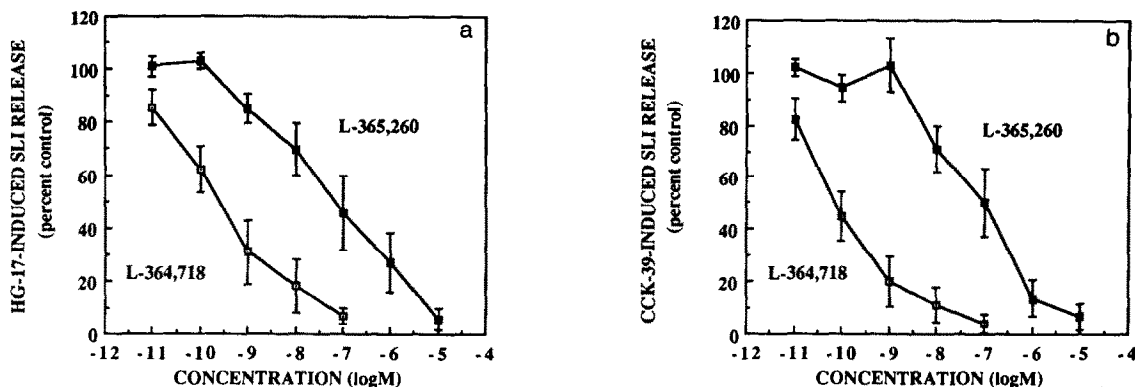 a
HG-17-INDUCED SLI RELEASE
(percent control)
120
100
80
60
40
20
0
L-365,260
L-364,718
-12 -11 -10 -9 -8 -7 -6 -5 -4
CONCENTRATION (logM)
b
CCK-39-INDUCED SLI RELEASE
(percent control)
120
100
80
60
40
20
0
L-365,260
L-364,718
-12 -11 -10 -9 -8 -7 -6 -5 -4
CONCENTRATION (logM)